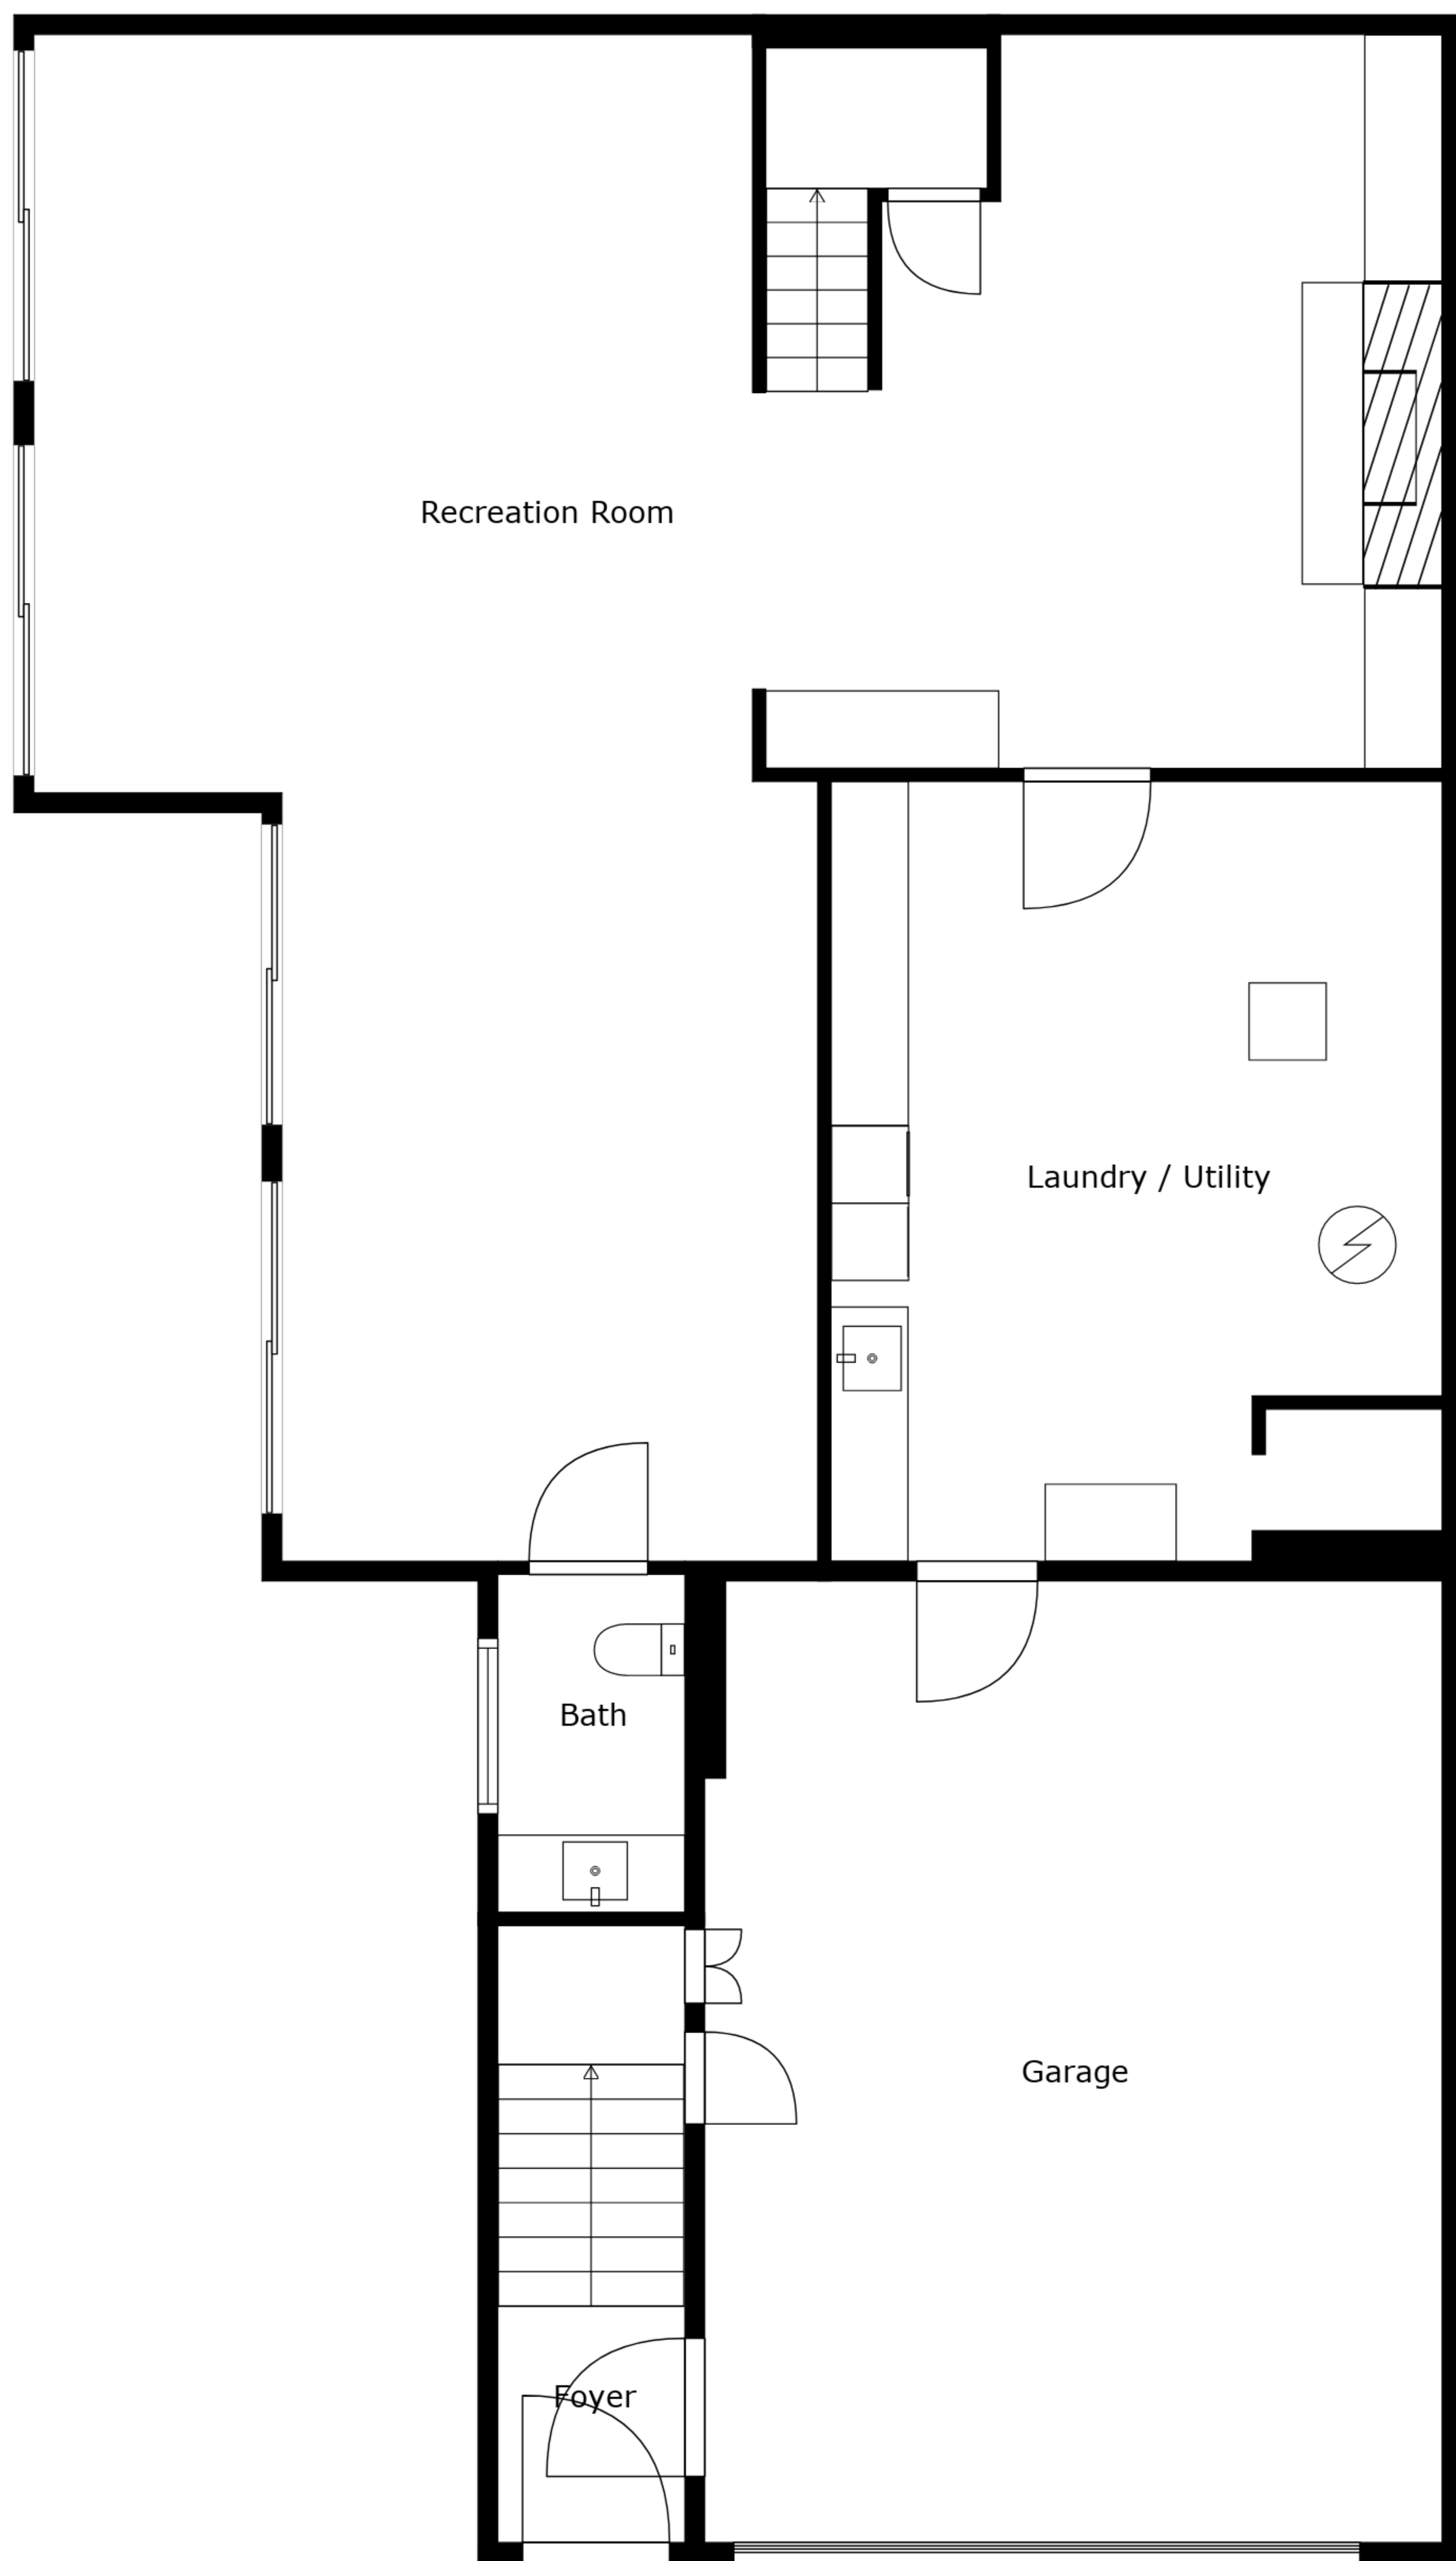 Recreation Room
Laundry / Utility
Bath
Garage
Foyer